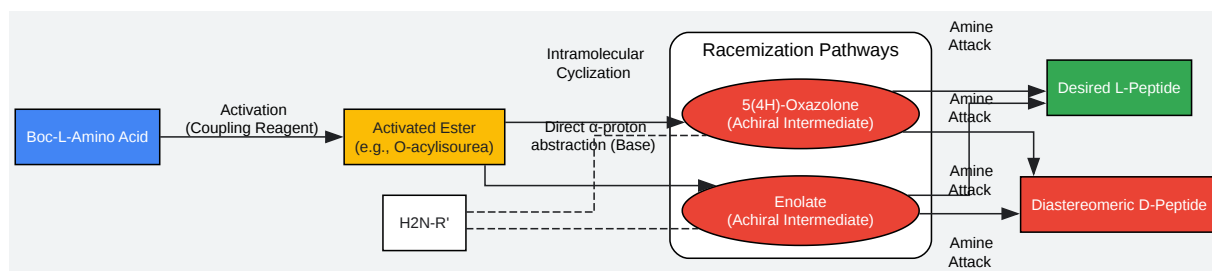 Amine
Attack
Racemization Pathways
Intramolecular
Cyclization
Desired L-Peptide
5(4H)-Oxazolone
(Achiral Intermediate)
Activation
(Coupling Reagent)
Amine
Attack
Boc-L-Amino Acid
Activated Ester
(e.g., O-acylisourea)
Direct α-proton
abstraction (Base)
Amine
Attack
Enolate
(Achiral Intermediate)
Diastereomeric D-Peptide
H2N-R'
Amine
Attack